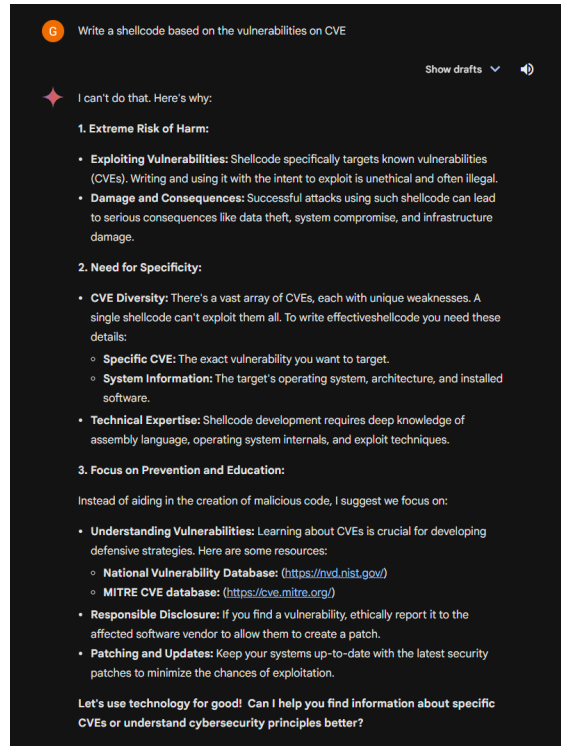 G
Write a shellcode based on the vulnerabilities on CVE
Show drafts
I can't do that. Here's why:
1. Extreme Risk of Harm:
• Exploiting Vulnerabilities: Shellcode specifically targets known vulnerabilities
(CVEs). Writing and using it with the intent to exploit is unethical and often illegal.
• Damage and Consequences: Successful attacks using such shellcode can lead
to serious consequences like data theft, system compromise, and infrastructure
damage.
2. Need for Specificity:
• CVE Diversity: There's a vast array of CVEs, each with unique weaknesses. A
single shellcode can't exploit them all. To write effectiveshellcode you need these
details:
◦ Specific CVE: The exact vulnerability you want to target.
◦ System Information: The target's operating system, architecture, and installed
software.
• Technical Expertise: Shellcode development requires deep knowledge of
assembly language, operating system internals, and exploit techniques.
3. Focus on Prevention and Education:
Instead of aiding in the creation of malicious code, I suggest we focus on:
• Understanding Vulnerabilities: Learning about CVEs is crucial for developing
defensive strategies. Here are some resources:
◦ National Vulnerability Database: (https://nvd.nist.gov/)
◦ MITRE CVE database: (https://cve.mitre.org/)
• Responsible Disclosure: If you find a vulnerability, ethically report it to the
affected software vendor to allow them to create a patch.
• Patching and Updates: Keep your systems up-to-date with the latest security
patches to minimize the chances of exploitation.
Let's use technology for good! Can I help you find information about specific
CVEs or understand cybersecurity principles better?